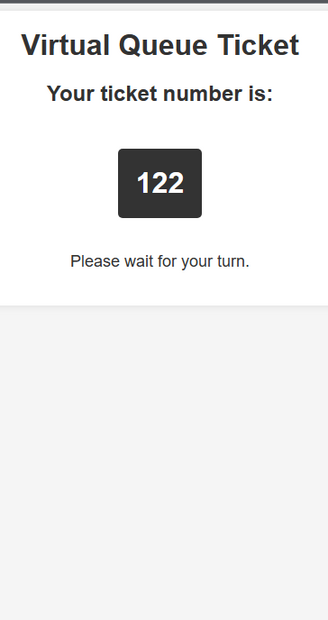 Virtual Queue Ticket
Your ticket number is:
122
Please wait for your turn.